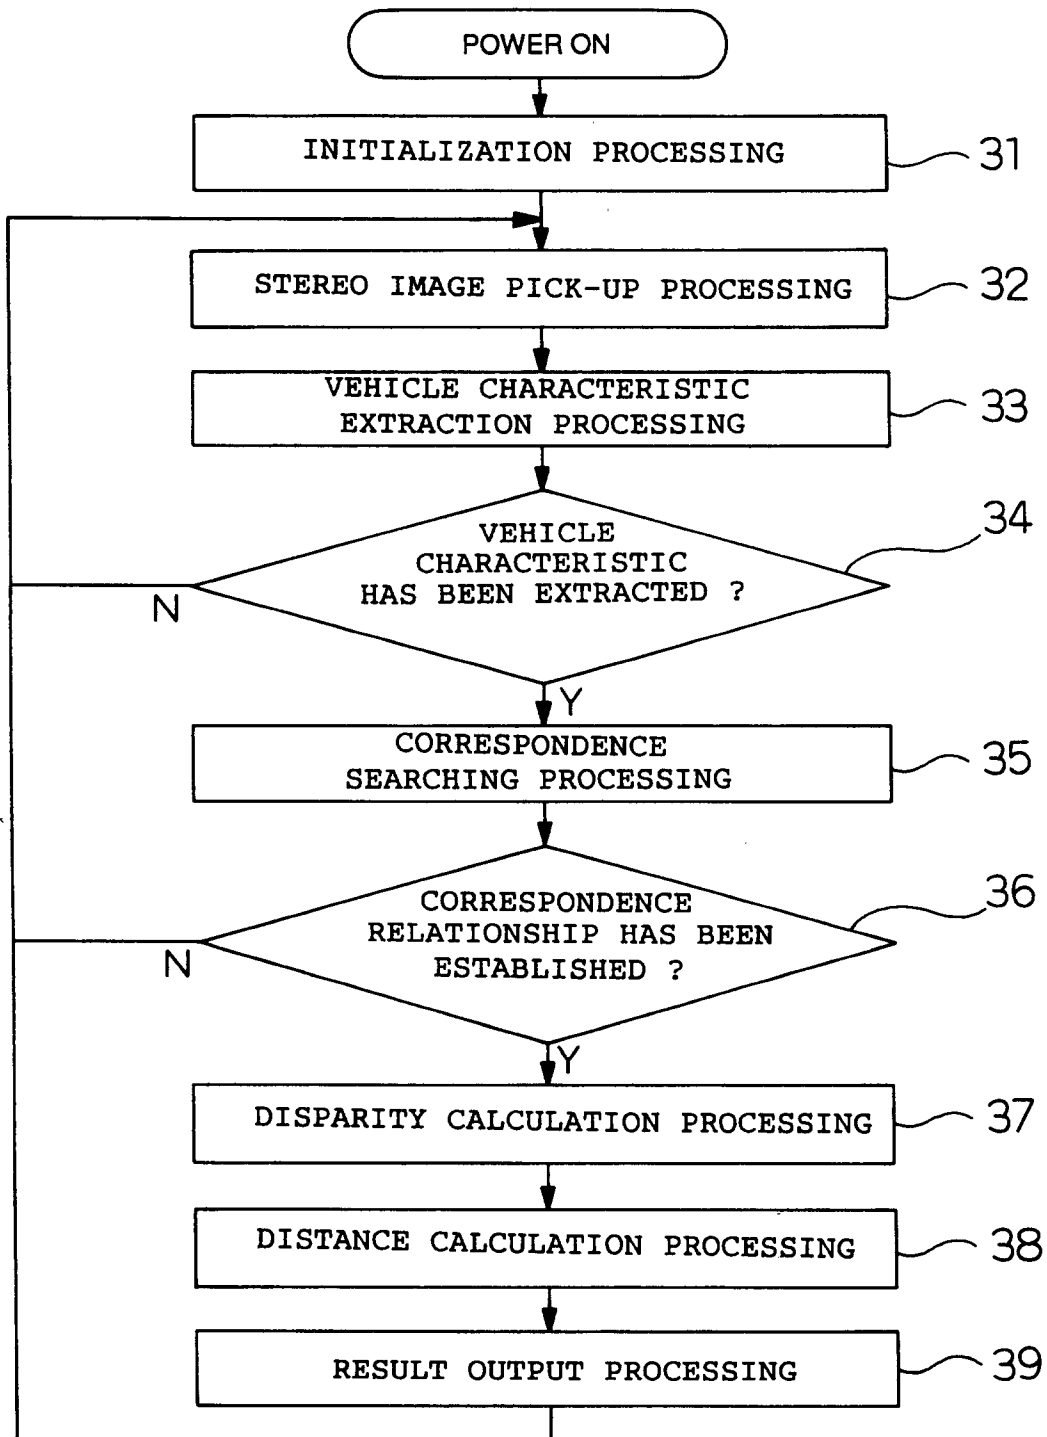 POWER ON
INITIALIZATION PROCESSING
31
STEREO IMAGE PICK-UP PROCESSING
32
VEHICLE CHARACTERISTIC
EXTRACTION PROCESSING
33
VEHICLE
CHARACTERISTIC
HAS BEEN EXTRACTED ?
34
N
Y
CORRESPONDENCE
SEARCHING PROCESSING
35
CORRESPONDENCE
RELATIONSHIP HAS BEEN
ESTABLISHED ?
36
N
Y
DISPARITY CALCULATION PROCESSING
37
DISTANCE CALCULATION PROCESSING
38
RESULT OUTPUT PROCESSING
39